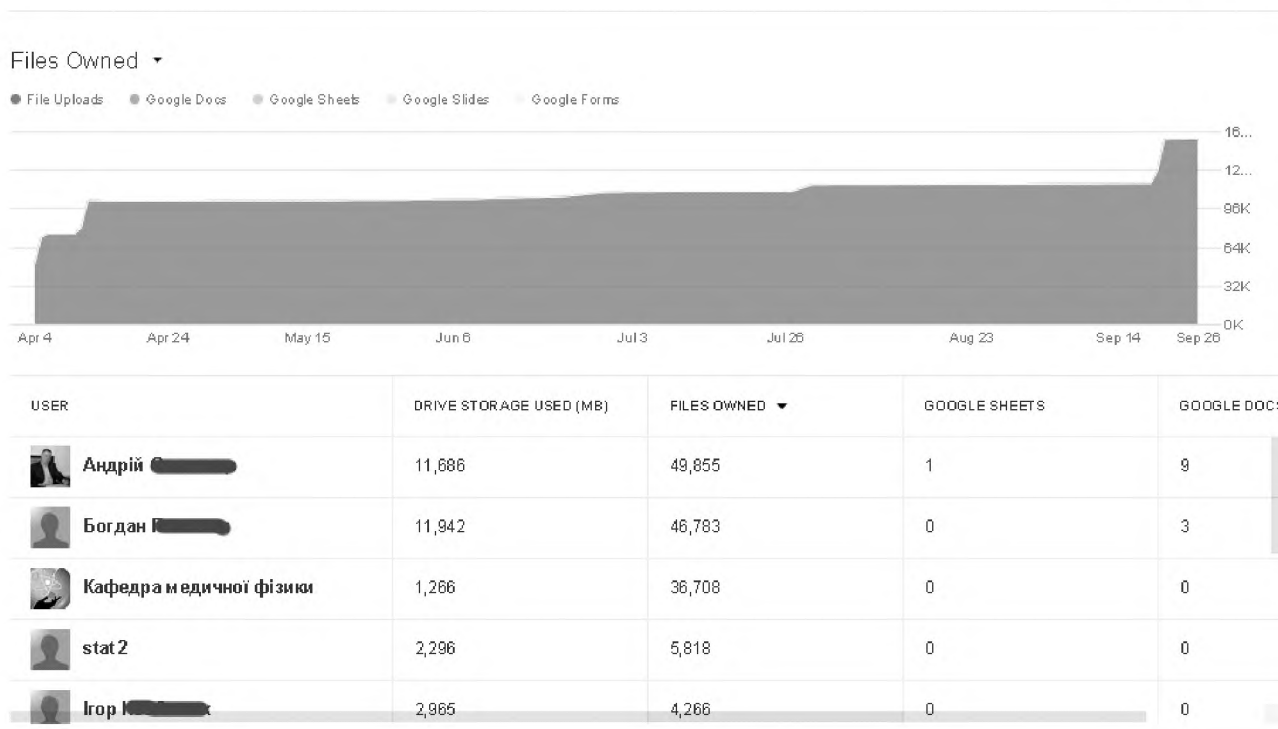 Files Owned
File Uploads Google Docs Google Sheets Google Slides Google Forms
16...
12...
96K
64K
32K
0K
Apr 4 Apr 24 May 15 Jun 6 Jul 3 Jul 26 Aug 23 Sep 14 Sep 26
USER DRIVE STORAGE USED (MB) FILES OWNED GOOGLE SHEETS GOOGLE DOCS
Андрій 11,686 49,855 1 9
Богдан 11,942 46,783 0 3
Кафедра медичної фізики 1,266 36,708 0 0
stat2 2,296 5,818 0 0
Ігор 2,965 4,266 0 0